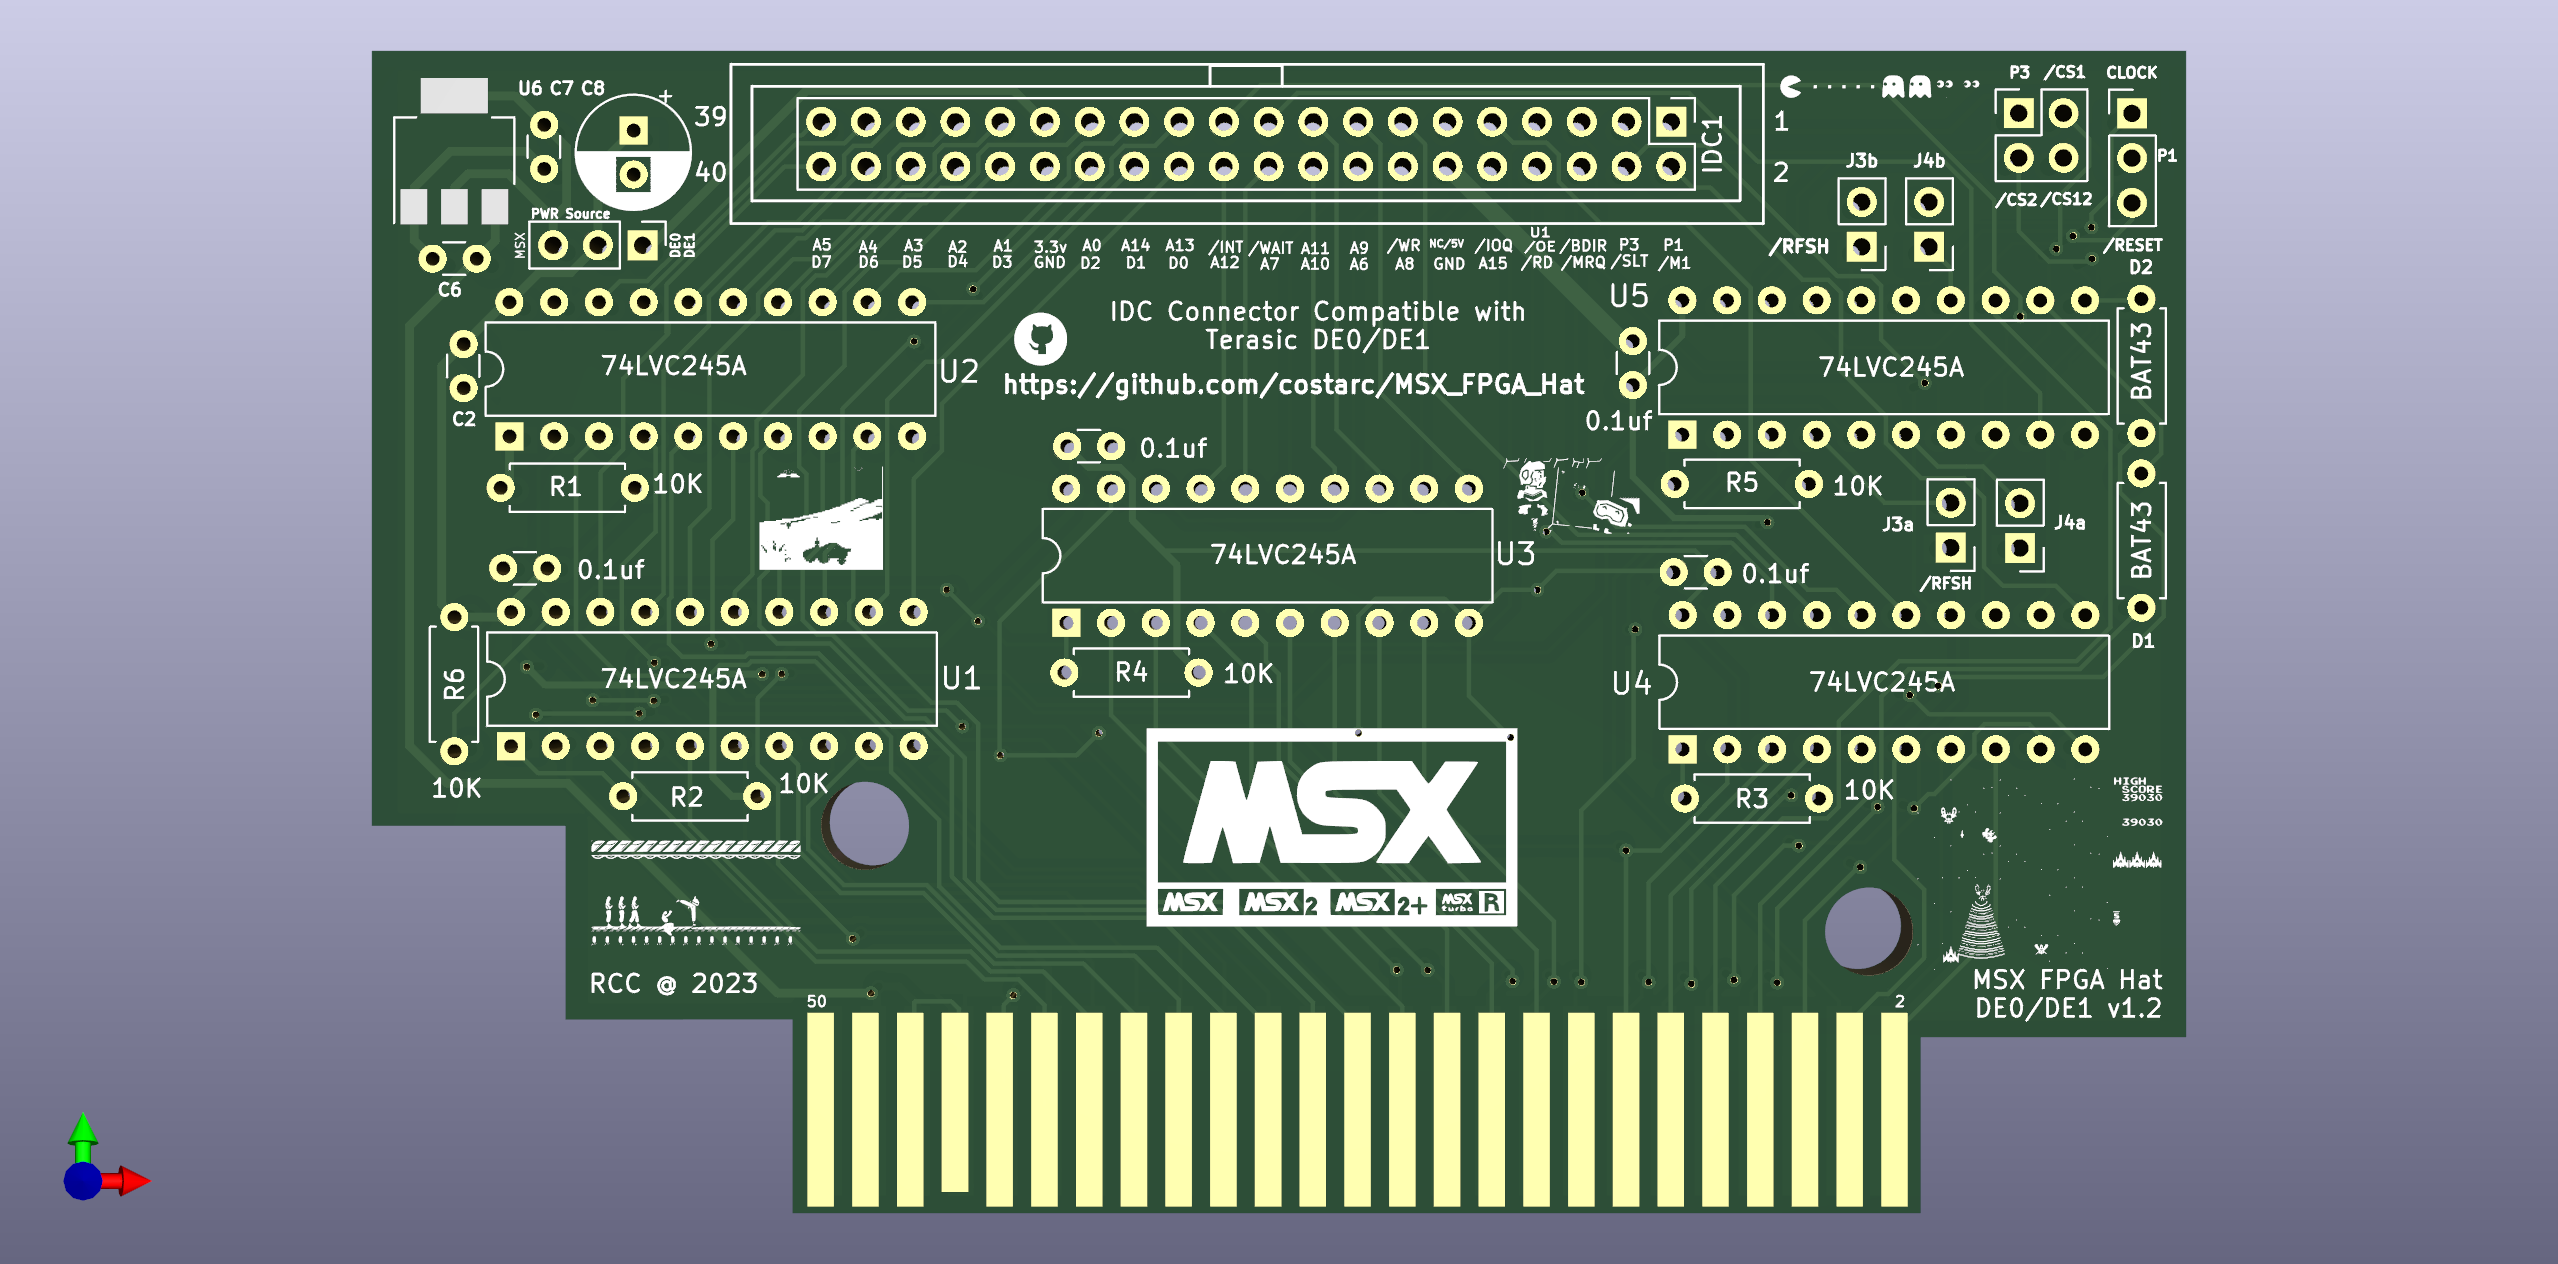 U6 C7 C8
+
39
40
IDC1
1
2
P3 /CS1
CLOCK
P1
/CS2 /CS12
/RESET
J3b J4b
/RFSH
PWR Source
MSX
DE0
DE1
C6
A5 A4 A3 A2 A1 3.3v A0 A14 A13 /INT /WAIT A11 A9 /WR NC/5V /IOQ U1 /OE /BDIR P3 P1
D7 D6 D5 D4 D3 GND D2 D1 D0 A12 A7 A10 A6 A8 GND A15 /RD /MRQ /SLT /M1
IDC Connector Compatible with
Terasic DE0/DE1
https://github.com/costarc/MSX_FPGA_Hat
74LVC245A
U2
C2
R1
10K
0.1uf
U5
74LVC245A
0.1uf
D2
BAT43
R5
10K
0.1uf
74LVC245A
U3
R4
10K
J3a
J4a
/RFSH
BAT43
D1
0.1uf
R6
10K
74LVC245A
U1
R2
10K
U4
74LVC245A
R3
10K
MSX
MSX MSX 2 MSX 2+ MSX turbo R
HIGH
SCORE
39030
39030
RCC @ 2023
MSX FPGA Hat
DE0/DE1 v1.2
50
2